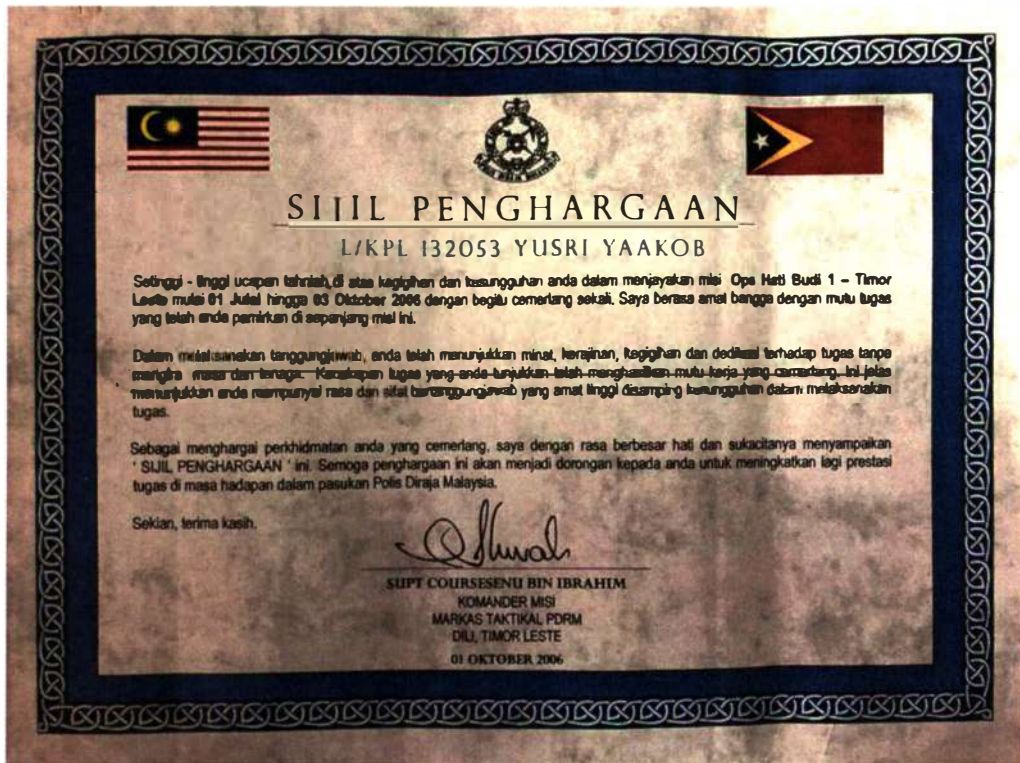 SIJIL PENGHARGAAN
L/KPL 132053 YUSRI YAAKOB
Setinggi - tinggi ucapan tahniah, di atas kegigihan dan kesungguhan anda dalam menjayakan misi Ops Hati Budi 1 – Timor
Leste mulai 01 Julai hingga 03 Oktober 2006 dengan begitu cemerlang sekali. Saya berasa amat bangga dengan mutu tugas
yang telah anda pamirkan di sepanjang misi ini.
Dalam melaksanakan tanggungjawab, anda telah menunjukkan minat, kerajinan, kegigihan dan dedikasi terhadap tugas tanpa
mengira masa dan tenaga. Kecekapan tugas yang anda tunjukkan telah menghasilkan mutu kerja yang cemerlang. Ini jelas
menunjukkan anda mempunyai rasa dan sifat bertanggungjawab yang amat tinggi disamping kesungguhan dalam melaksanakan
tugas.
Sebagai menghargai perkhidmatan anda yang cemerlang, saya dengan rasa berbesar hati dan sukacitanya menyampaikan
' SIJIL PENGHARGAAN ' ini. Semoga penghargaan ini akan menjadi dorongan kepada anda untuk meningkatkan lagi prestasi
tugas di masa hadapan dalam pasukan Polis Diraja Malaysia.
Sekian, terima kasih.
SUPT COURSESENU BIN IBRAHIM
KOMANDER MISI
MARKAS TAKTIKAL PDRM
DILI, TIMOR LESTE
01 OKTOBER 2006